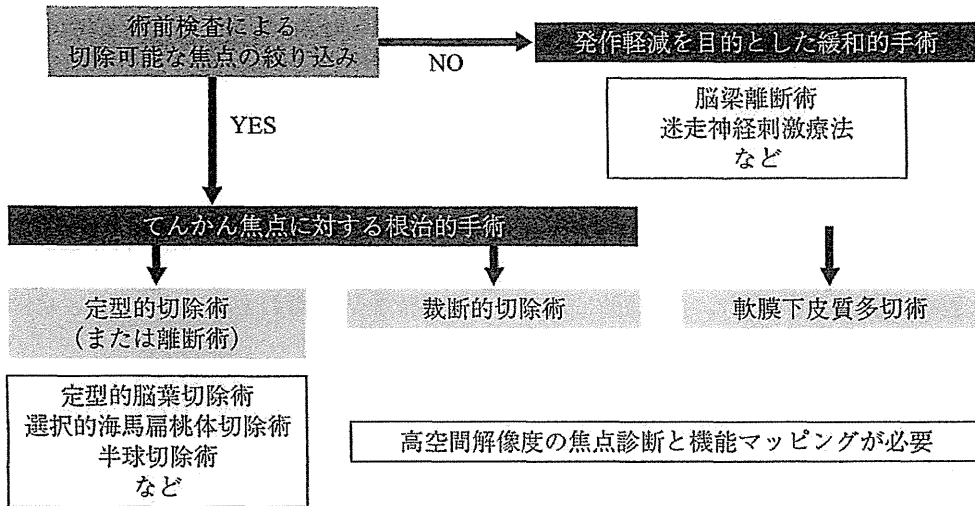 術前検査による
切除可能な焦点の絞り込み
NO
発作軽減を目的とした緩和的手術
脳梁離断術
迷走神経刺激療法
など
YES
てんかん焦点に対する根治的手術
定型的切除術
（または離断術）
裁断的切除術
軟膜下皮質多切術
定型的脳葉切除術
選択的海馬扁桃体切除術
半球切除術
など
高空間解像度の焦点診断と機能マッピングが必要